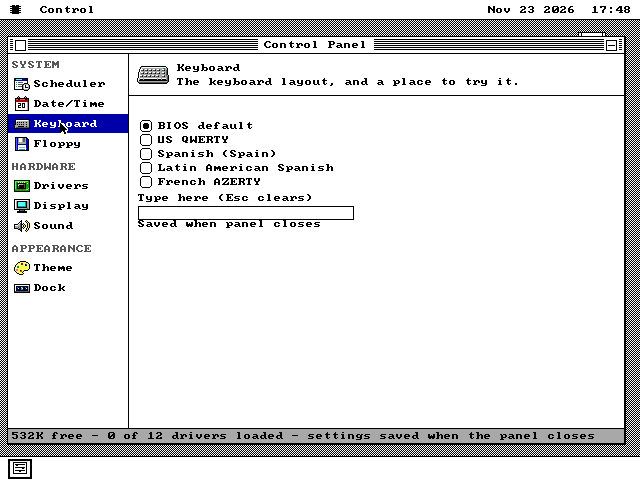 Control
Nov 23 2026 17:48
Control Panel
SYSTEM
Scheduler
Date/Time
Keyboard
Floppy
HARDWARE
Drivers
Display
Sound
APPEARANCE
Theme
Dock
Keyboard
The keyboard layout, and a place to try it.
BIOS default
US QWERTY
Spanish (Spain)
Latin American Spanish
French AZERTY
Type here (Esc clears)
Saved when panel closes
532K free - 0 of 12 drivers loaded - settings saved when the panel closes